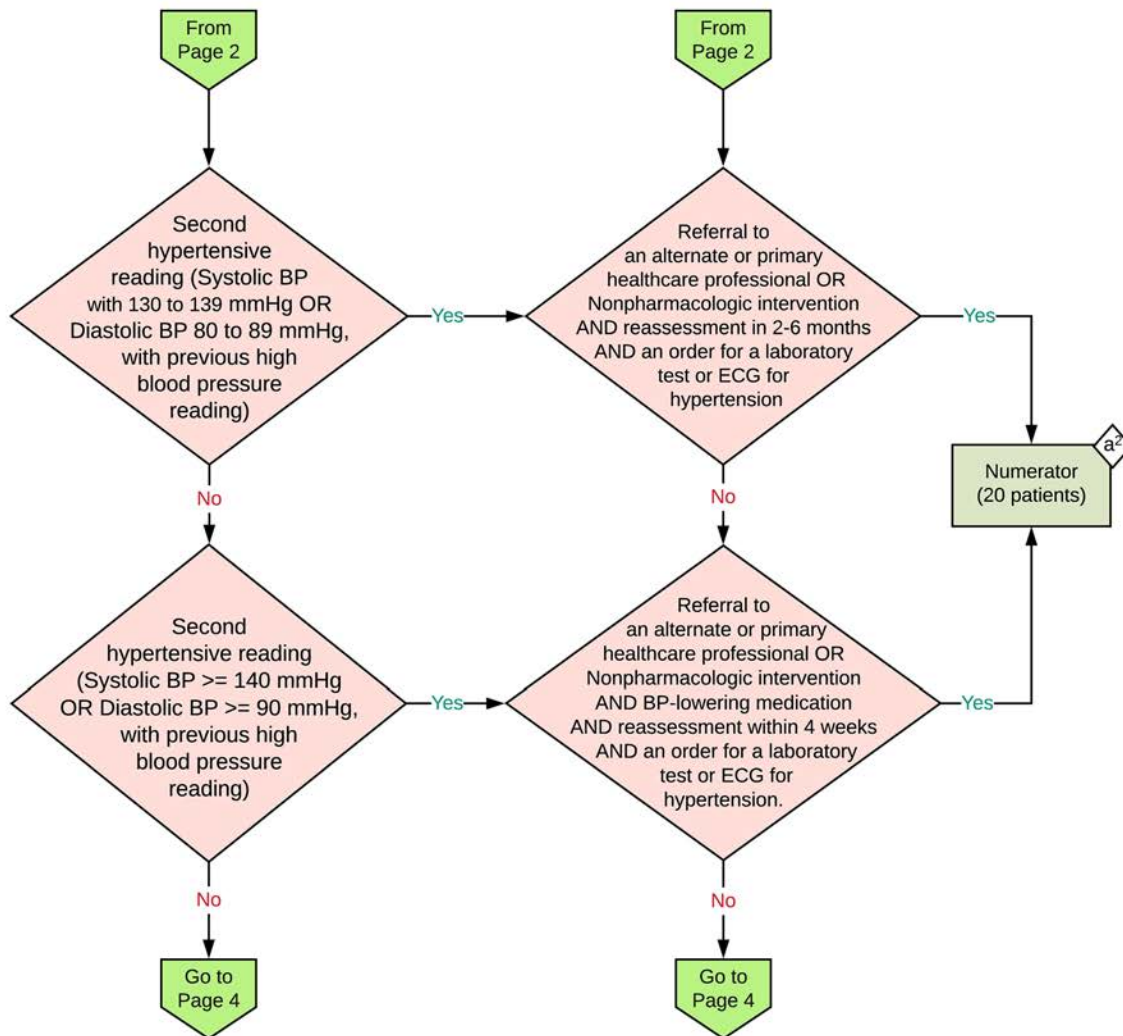 From
Page 2
From
Page 2
Second
hypertensive
reading (Systolic BP
with 130 to 139 mmHg OR
Diastolic BP 80 to 89 mmHg,
with previous high
blood pressure
reading)
Yes
Referral to
an alternate or primary
healthcare professional OR
Nonpharmacologic intervention
AND reassessment in 2-6 months
AND an order for a laboratory
test or ECG for
hypertension
Yes
a²
Numerator
(20 patients)
No
No
Second
hypertensive reading
(Systolic BP >= 140 mmHg
OR Diastolic BP >= 90 mmHg,
with previous high
blood pressure
reading)
Yes
Referral to
an alternate or primary
healthcare professional OR
Nonpharmacologic intervention
AND BP-lowering medication
AND reassessment within 4 weeks
AND an order for a laboratory
test or ECG for
hypertension.
Yes
No
No
Go to
Page 4
Go to
Page 4